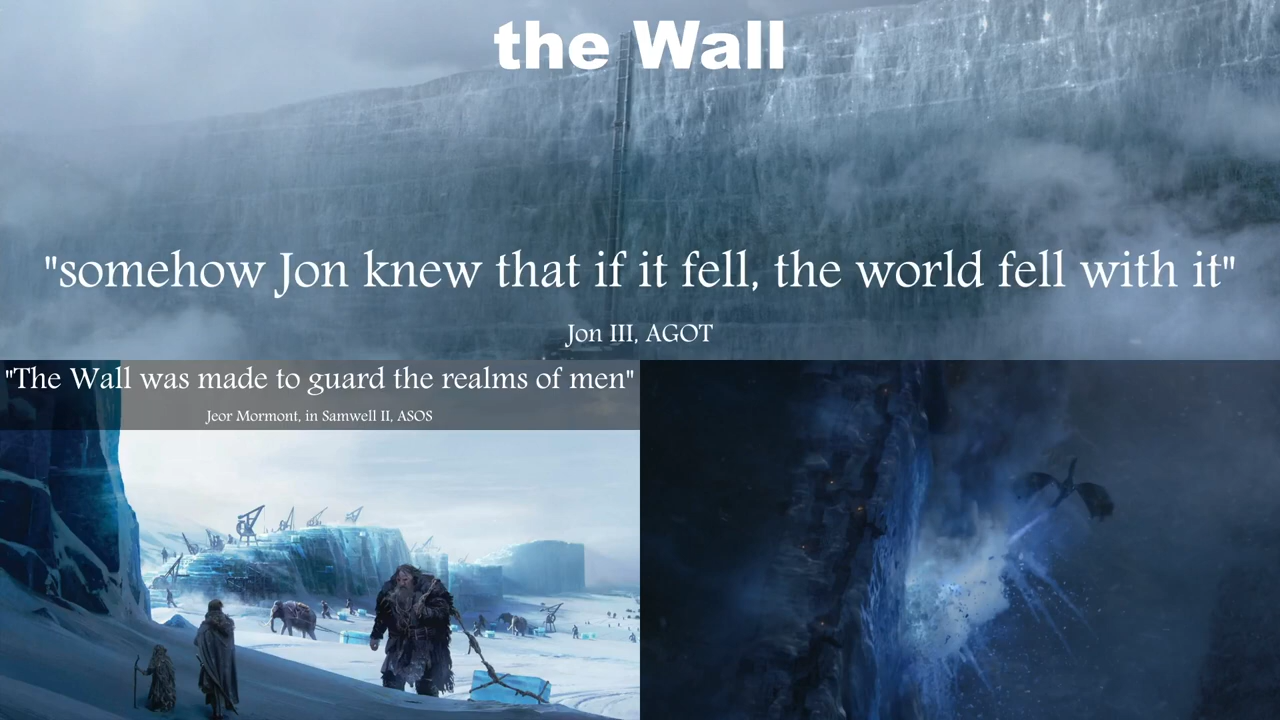 the Wall
"somehow Jon knew that if it fell, the world fell with it"
Jon III, AGOT
"The Wall was made to guard the realms of men"
Jeor Mormont, in Samwell II, ASOS